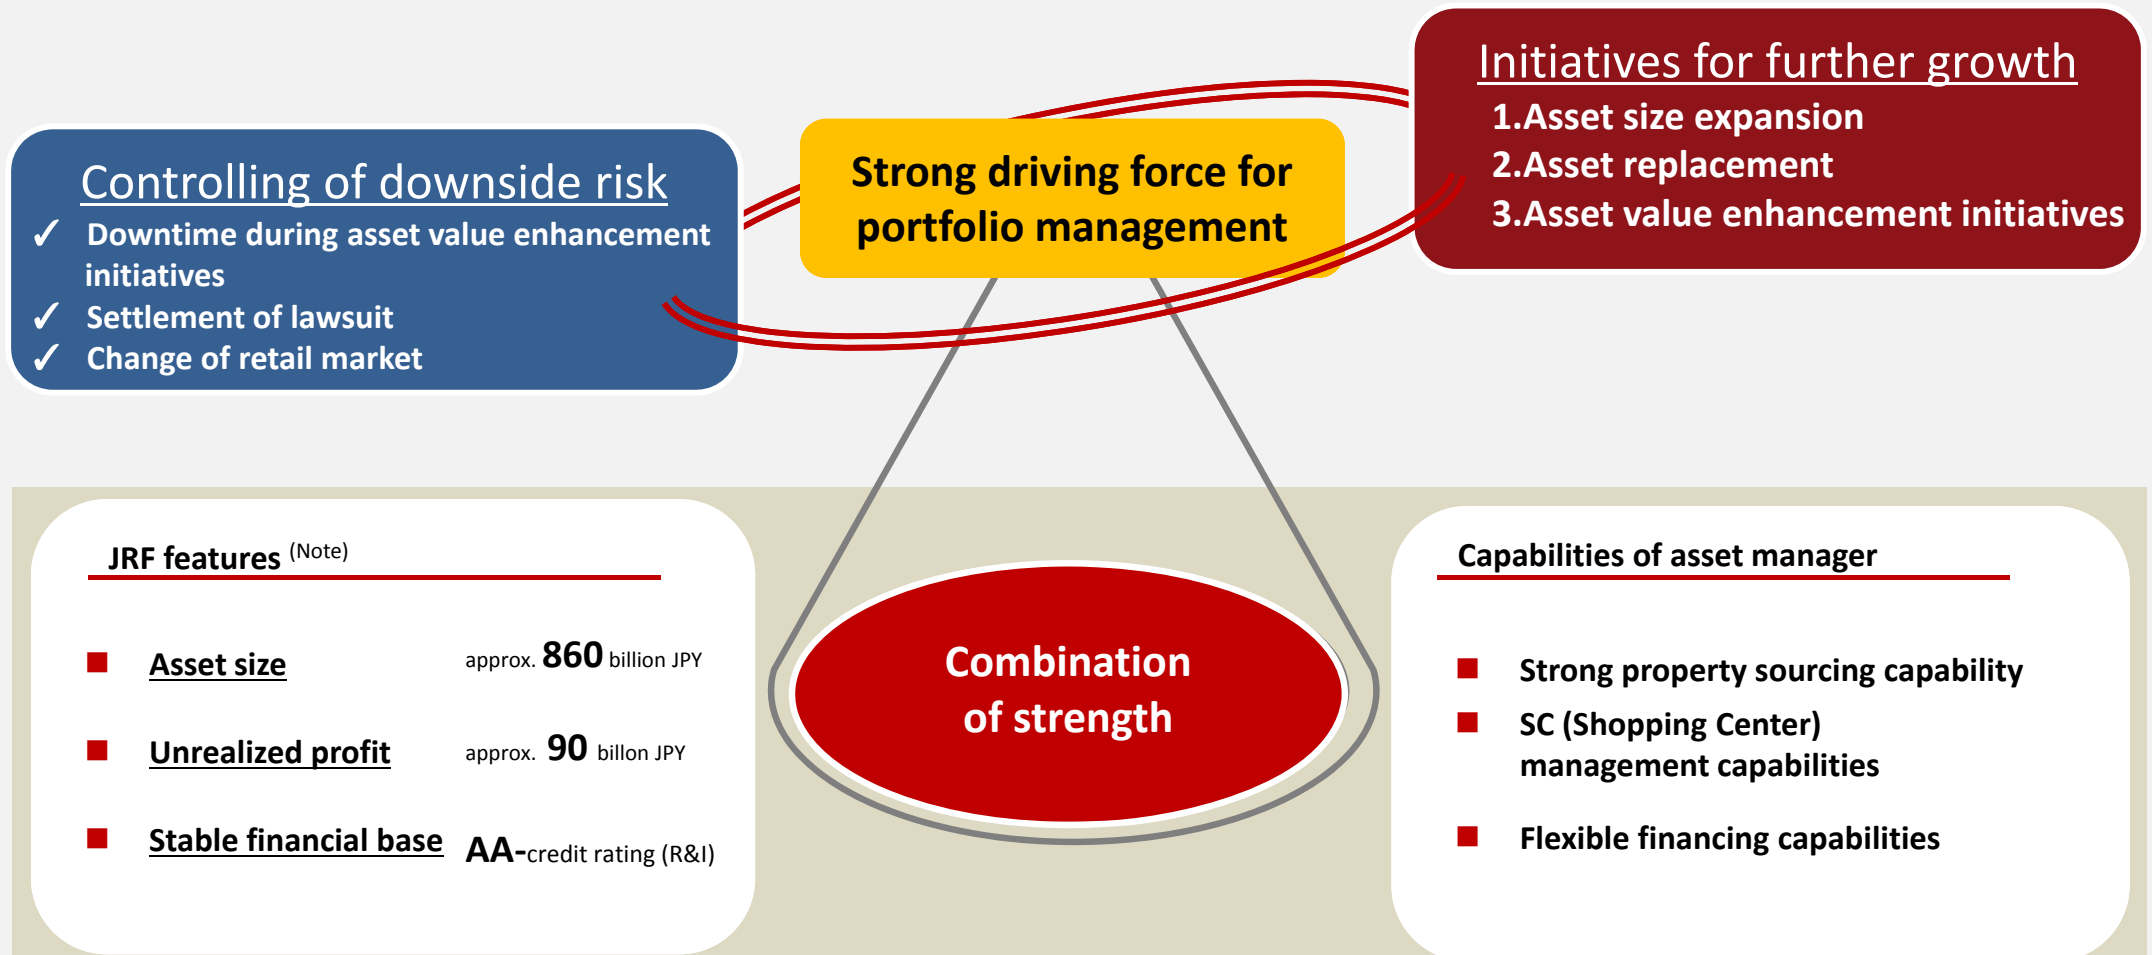 Initiatives for further growth
1.Asset size expansion
2.Asset replacement
3.Asset value enhancement initiatives
Strong driving force for
portfolio management
Controlling of downside risk
✓ Downtime during asset value enhancement
initiatives
✓ Settlement of lawsuit
✓ Change of retail market
JRF features (Note)
■ Asset size approx. 860 billion JPY
■ Unrealized profit approx. 90 billon JPY
■ Stable financial base AA-credit rating (R&I)
Combination
of strength
Capabilities of asset manager
■ Strong property sourcing capability
■ SC (Shopping Center)
management capabilities
■ Flexible financing capabilities